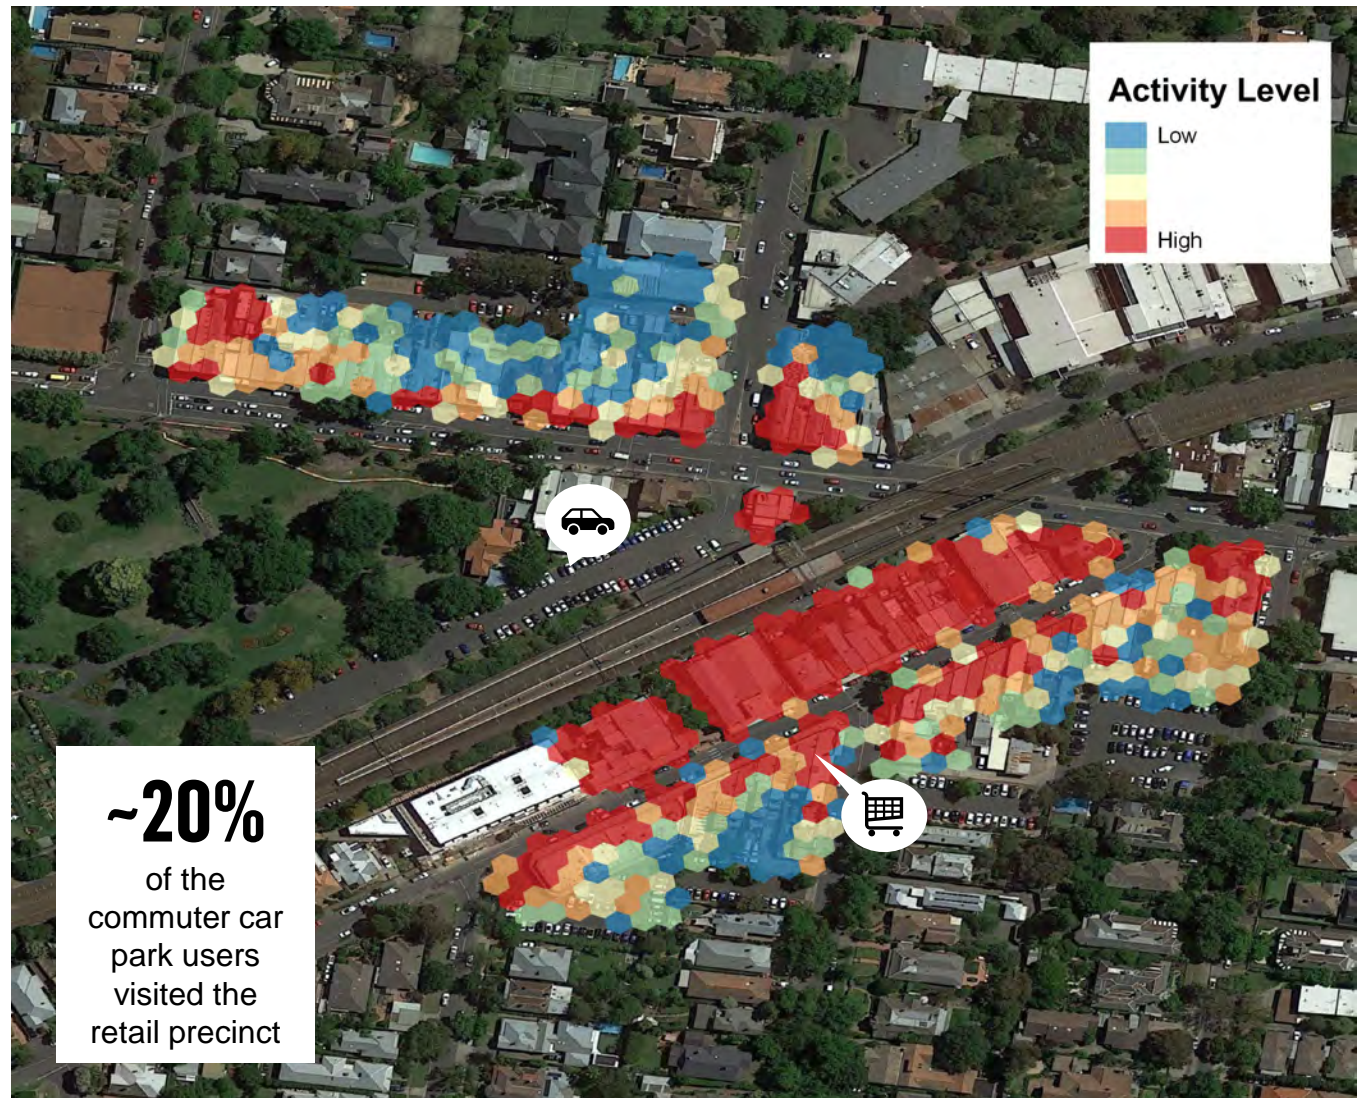 Activity Level
Low
High
~20%
of the
commuter car
park users
visited the
retail precinct